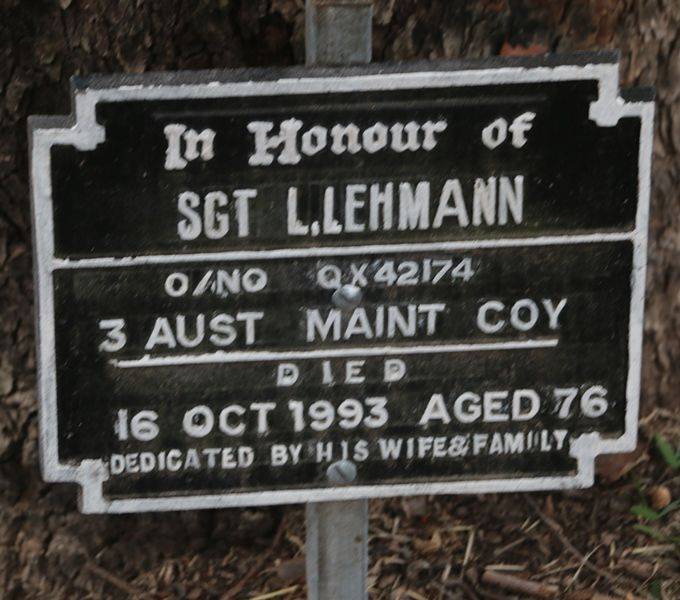 In Honour of
SGT L.LEHMANN
O/NO QX42174
3 AUST MAINT COY
DIED
16 OCT 1993 AGED 76
DEDICATED BY HIS WIFE & FAMILY